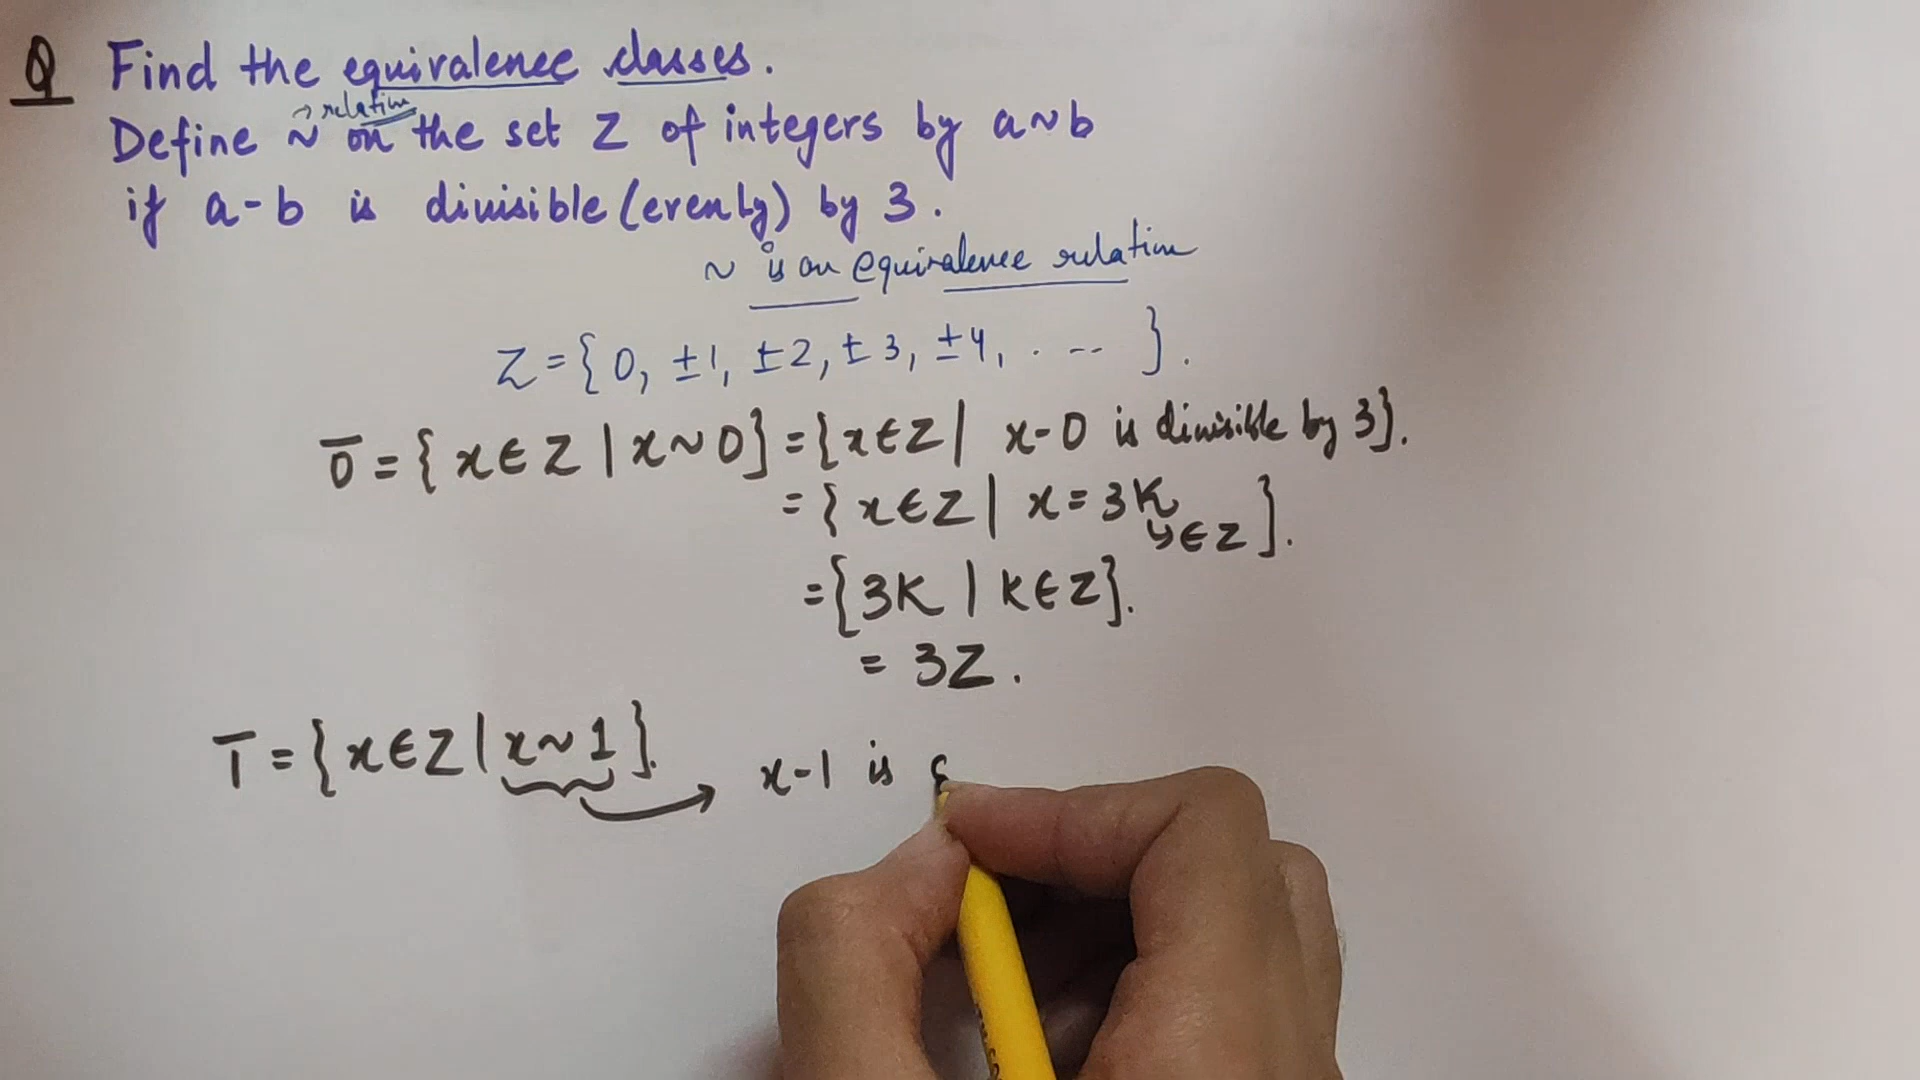 Q Find the equivalence classes.
→ relation
Define ~ on the set Z of integers by a~b
if a-b is divisible (evenly) by 3.
~ is an equivalence relation
Z = {0, ±1, ±2, ±3, ±4, . -- }.
0̅ = {x∈Z | x~0} = {x∈Z | x-0 is divisible by 3}.
= {x∈Z | x = 3K ↳∈Z }.
= {3K | K∈Z}.
= 3Z.
1̅ = {x∈Z | x~1}. → x-1 is